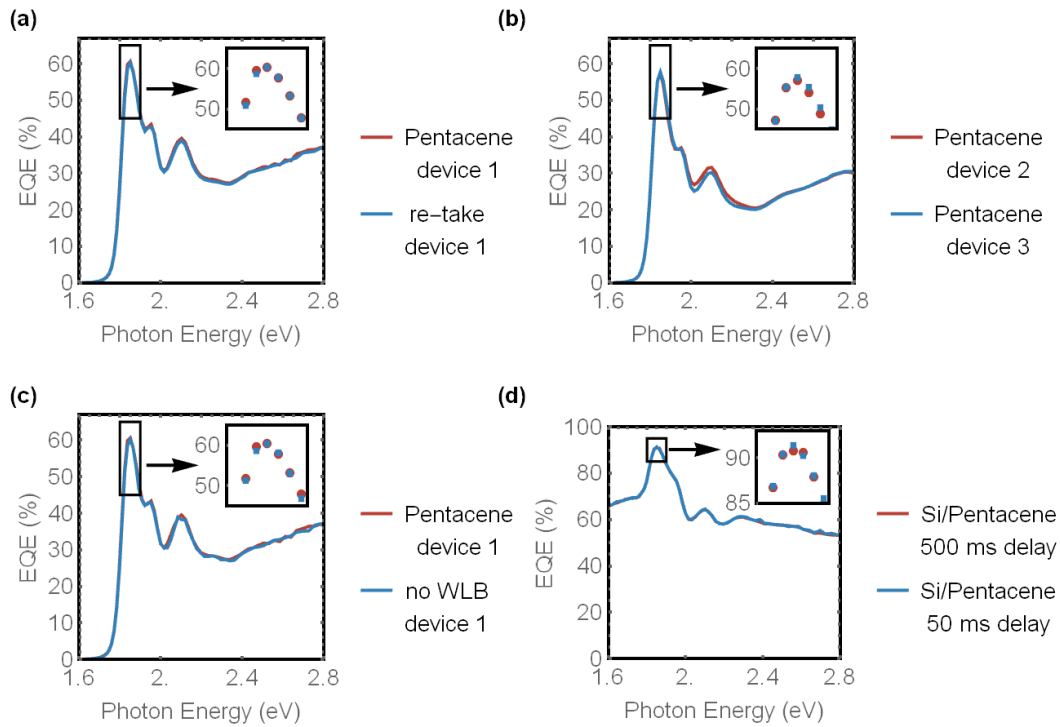 (a)
60
50
40
30
20
10
0
EQE (%)
60
50
1.6
2.
2.4
2.8
Photon Energy (eV)
Pentacene
device 1
re-take
device 1
(b)
60
50
40
30
20
10
0
EQE (%)
60
50
1.6
2.
2.4
2.8
Photon Energy (eV)
Pentacene
device 2
Pentacene
device 3
(c)
60
50
40
30
20
10
0
EQE (%)
60
50
1.6
2.
2.4
2.8
Photon Energy (eV)
Pentacene
device 1
no WLB
device 1
(d)
100
80
60
40
20
0
EQE (%)
90
85
1.6
2.
2.4
2.8
Photon Energy (eV)
Si/Pentacene
500 ms delay
Si/Pentacene
50 ms delay